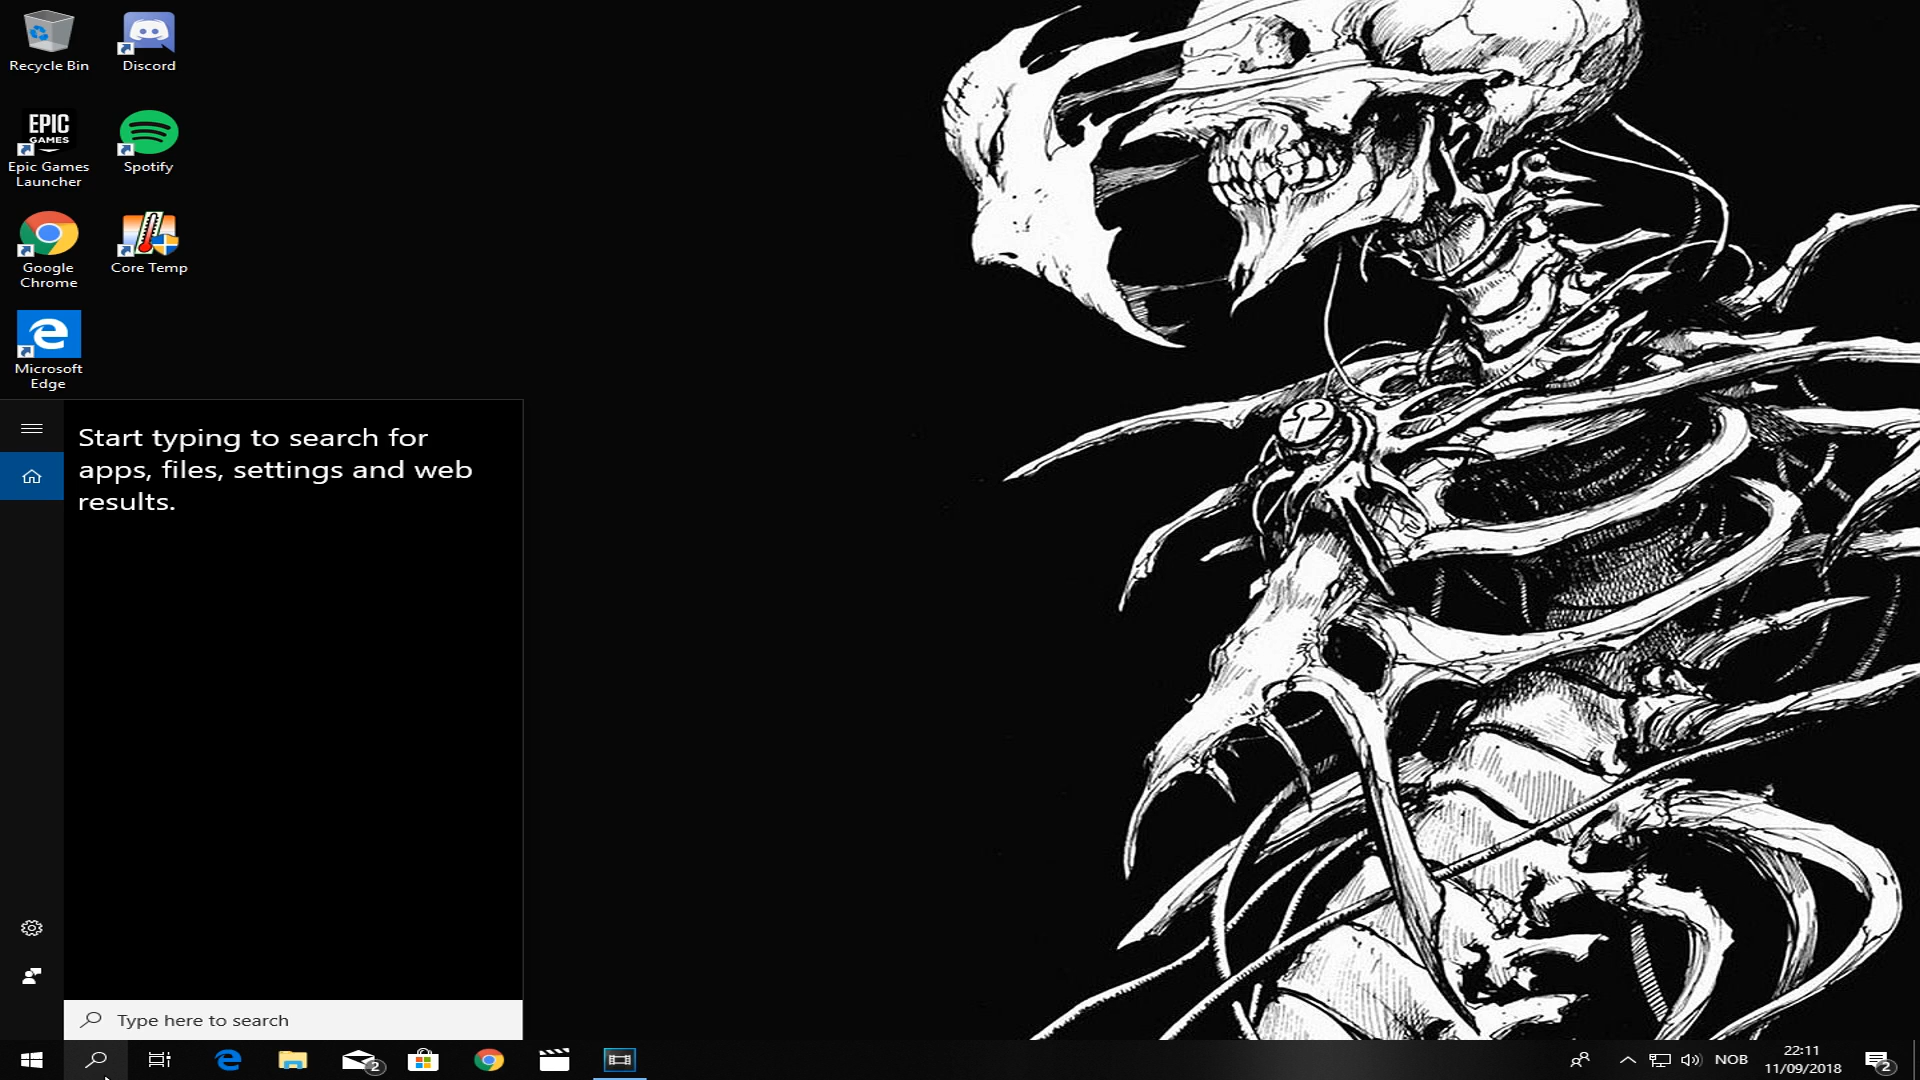 Recycle Bin
Discord
EPIC
GAMES
Epic Games
Launcher
Spotify
Google
Chrome
Core Temp
Microsoft
Edge
Start typing to search for
apps, files, settings and web
results.
Type here to search
2
NOB
22:11
11/09/2018
2